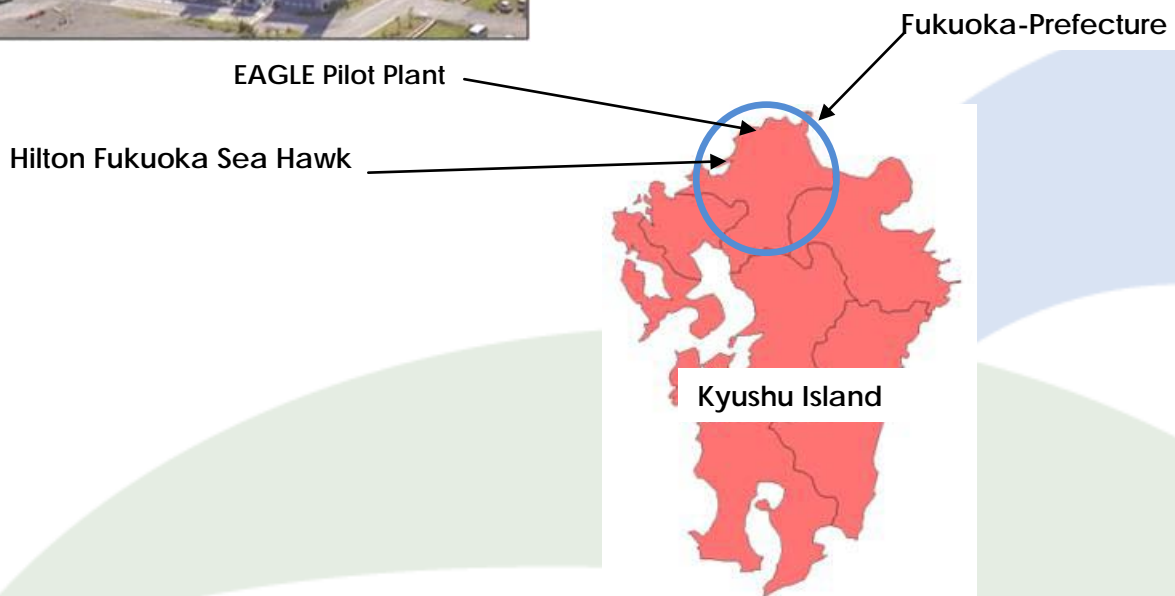 Fukuoka-Prefecture
EAGLE Pilot Plant
Hilton Fukuoka Sea Hawk
Kyushu Island